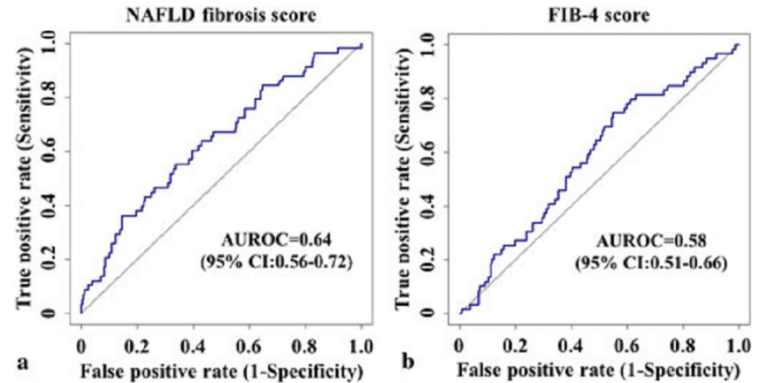 NAFLD fibrosis score
True positive rate (Sensitivity)
1.0
0.8
0.6
0.4
0.2
0
AUROC=0.64
(95% CI:0.56-0.72)
0 0.2 0.4 0.6 0.8 1.0
False positive rate (1-Specificity)
a
FIB-4 score
True positive rate (Sensitivity)
1.0
0.8
0.6
0.4
0.2
0
AUROC=0.58
(95% CI:0.51-0.66)
0 0.2 0.4 0.6 0.8 1.0
False positive rate (1-Specificity)
b